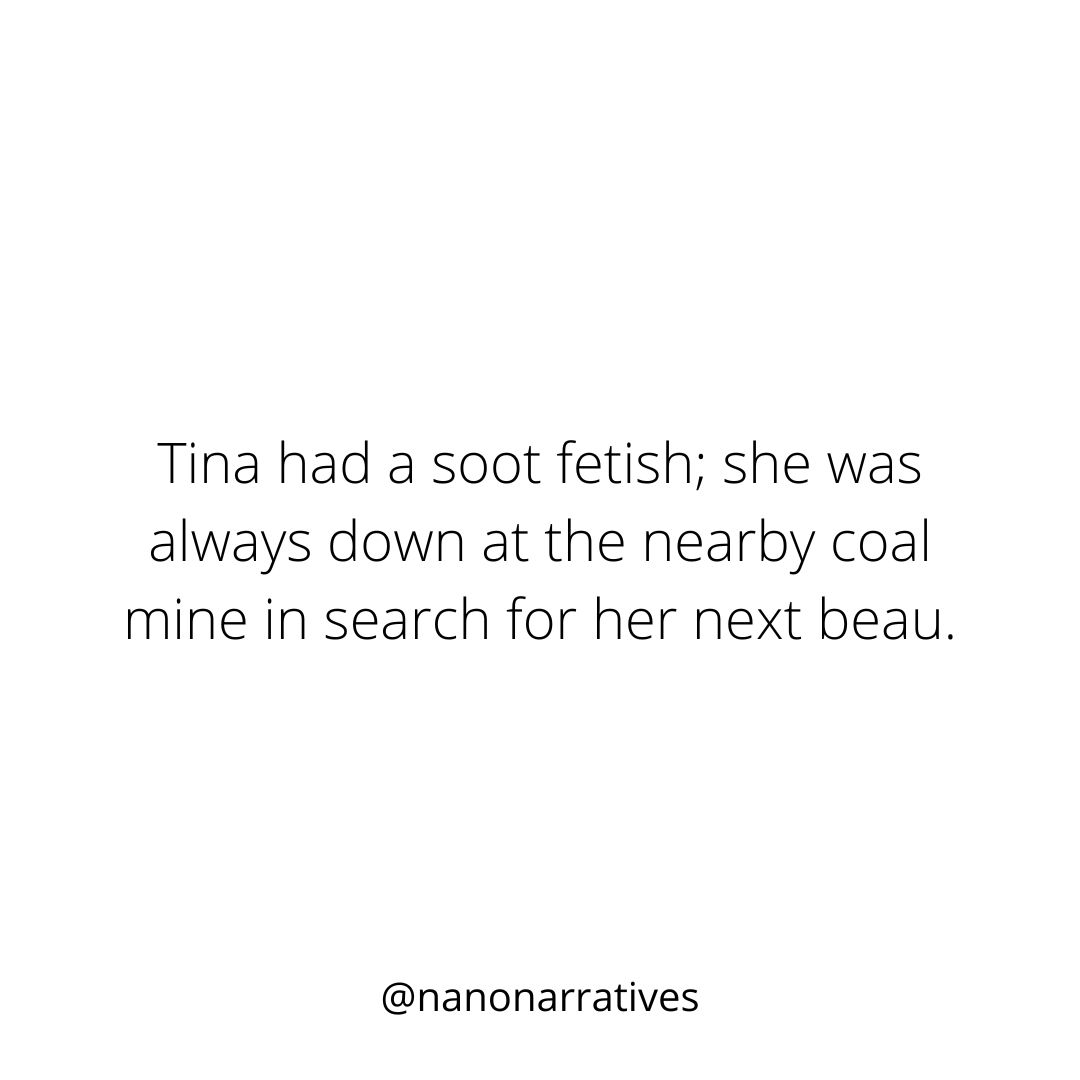 Tina had a soot fetish; she was
always down at the nearby coal
mine in search for her next beau.
@nanonarratives